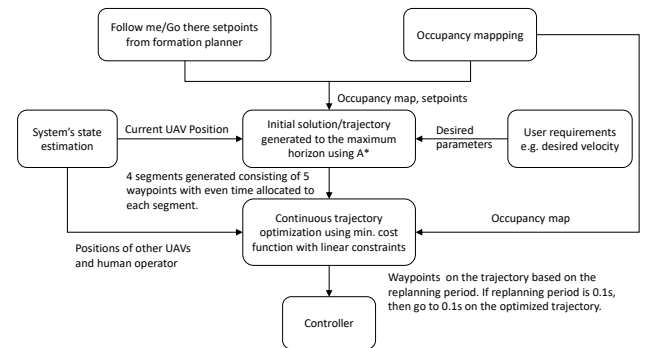 Follow me/Go there setpoints
from formation planner
Occupancy mappping
Occupancy map, setpoints
System's state
estimation
Current UAV Position
Initial solution/trajectory
generated to the maximum
horizon using A*
Desired
parameters
User requirements
e.g. desired velocity
4 segments generated consisting of 5
waypoints with even time allocated to
each segment.
Continuous trajectory
optimization using min. cost
function with linear constraints
Occupancy map
Positions of other UAVs
and human operator
Waypoints on the trajectory based on the
replanning period. If replanning period is 0.1s,
then go to 0.1s on the optimized trajectory.
Controller